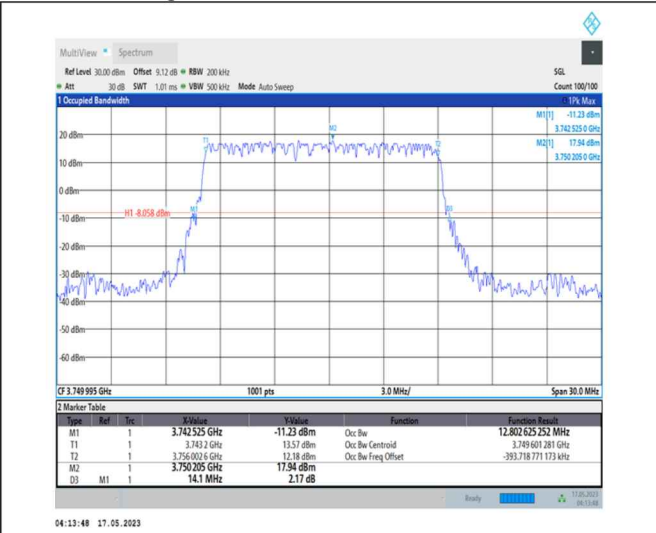 MultiView Spectrum
Ref Level 30.00 dBm Offset 9.12 dB RBW 200 kHz SGL
Att 30 dB SWT 1.01 ms VBW 500 kHz Mode Auto Sweep Count 100/100
1 Occupied Bandwidth 1Pk Max
M1[1] -11.23 dBm
3.742 525 0 GHz
M2[1] 17.94 dBm
3.750 205 0 GHz
M2
T1
T2
20 dBm
10 dBm
0 dBm
M1
D3
H1 -8.058 dBm
-10 dBm
-20 dBm
-30 dBm
-40 dBm
-50 dBm
-60 dBm
CF 3.749 995 GHz 1001 pts 3.0 MHz/ Span 30.0 MHz
2 Marker Table
Type Ref Trc X-Value Y-Value Function Function Result
M1 1 3.742 525 GHz -11.23 dBm Occ Bw 12.802 625 252 MHz
T1 1 3.743 2 GHz 13.57 dBm Occ Bw Centroid 3.749 601 281 GHz
T2 1 3.756 002 6 GHz 12.18 dBm Occ Bw Freq Offset -393.718 771 173 kHz
M2 1 3.750 205 GHz 17.94 dBm
D3 M1 1 14.1 MHz 2.17 dB
Ready 17.05.2023
04:13:48
04:13:48 17.05.2023